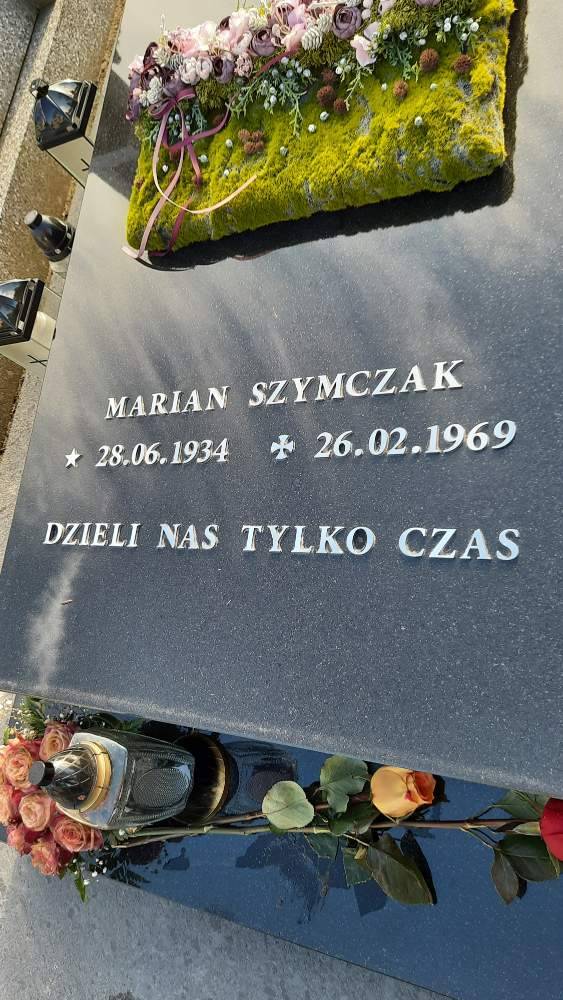 MARIAN SZYMCZAK
★ 28.06.1934 ✠ 26.02.1969
DZIELI NAS TYLKO CZAS